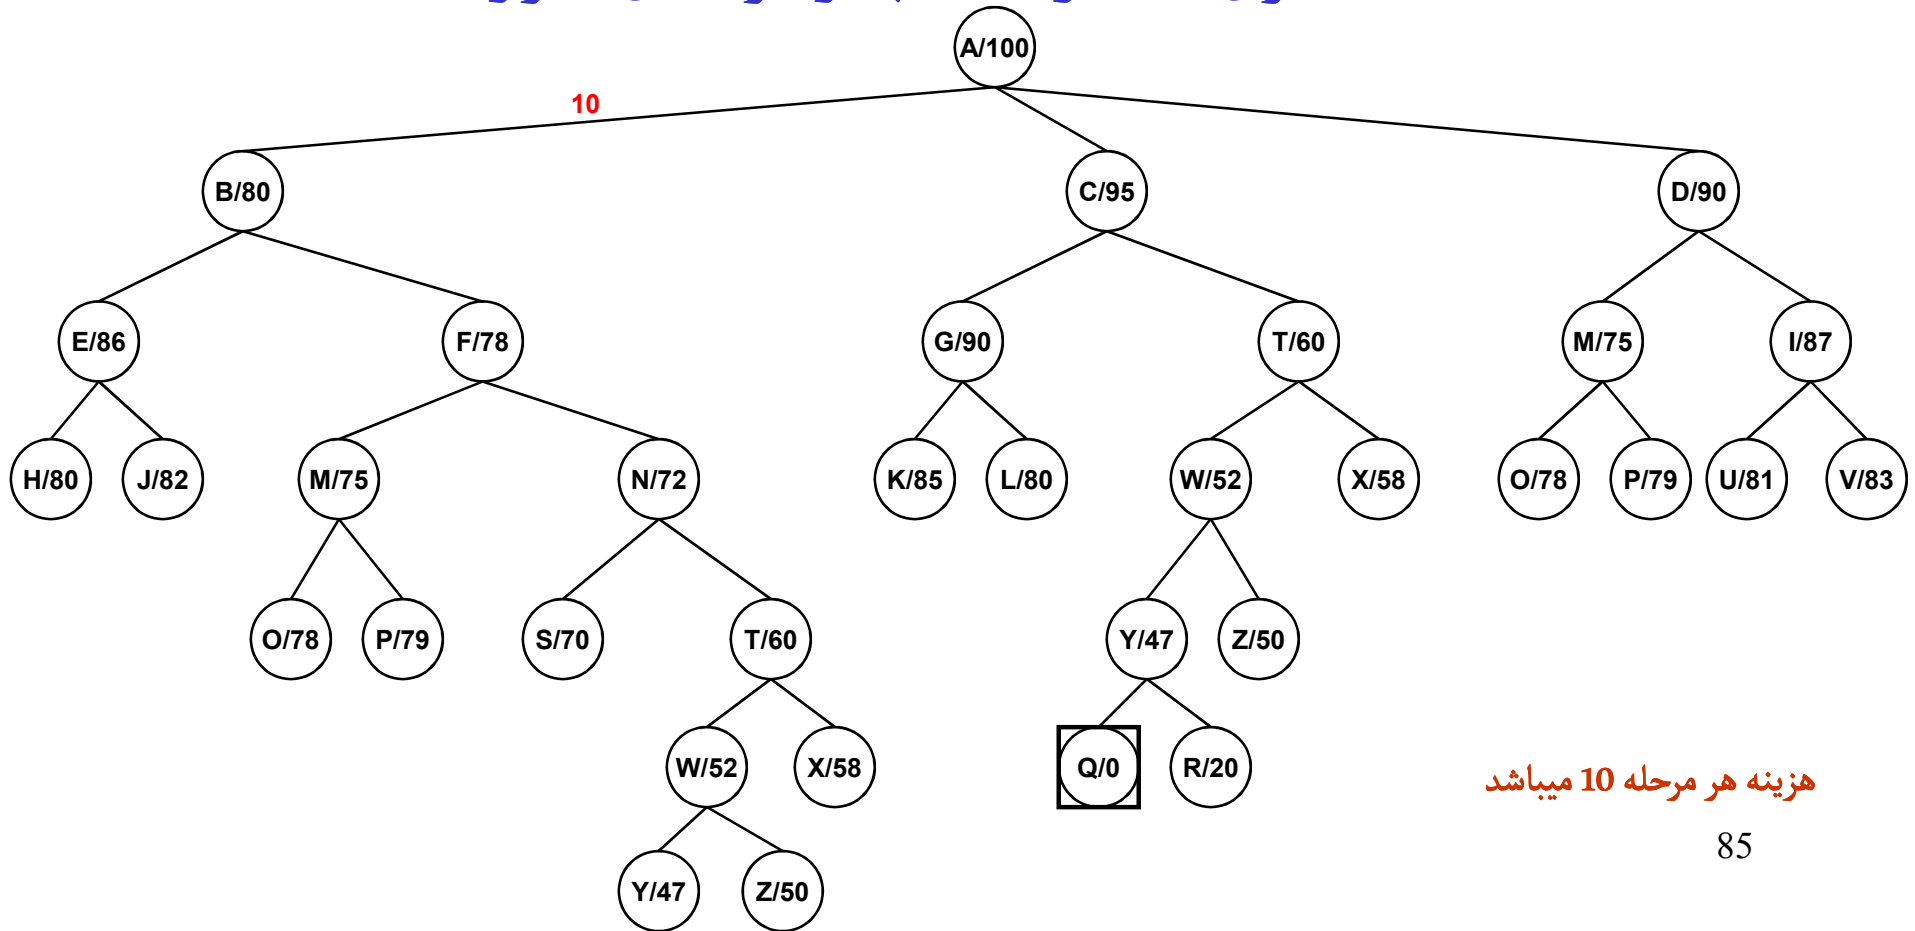 A/100
10
B/80 C/95 D/90
E/86 F/78 G/90 T/60 M/75 I/87
H/80 J/82 M/75 N/72 K/85 L/80 W/52 X/58 O/78 P/79 U/81 V/83
O/78 P/79 S/70 T/60 Y/47 Z/50
W/52 X/58 Q/0 R/20
هزینه هر مرحله 10 میباشد
85
Y/47 Z/50